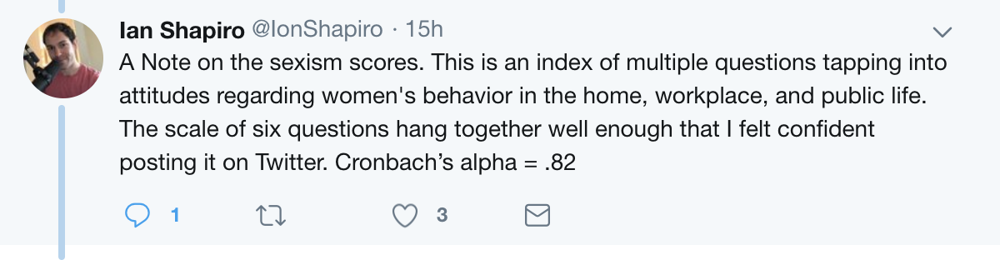 Ian Shapiro @IonShapiro · 15h
A Note on the sexism scores. This is an index of multiple questions tapping into
attitudes regarding women's behavior in the home, workplace, and public life.
The scale of six questions hang together well enough that I felt confident
posting it on Twitter. Cronbach’s alpha = .82
1 3